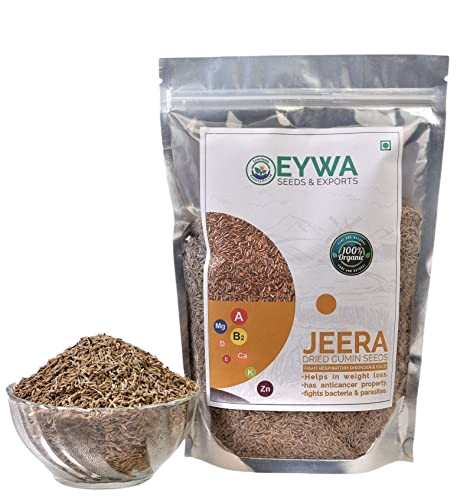 EYWA
SEEDS & EXPORTS
100%
Organic
A
Mg
B2
D
Ca
E
K
Zn
JEERA
DRIED CUMIN SEEDS
FIGHT RESPIRATORY DISORDER & COLD
•Helps in weight loss.
•has anticancer property.
•fights bacteria & parasites.